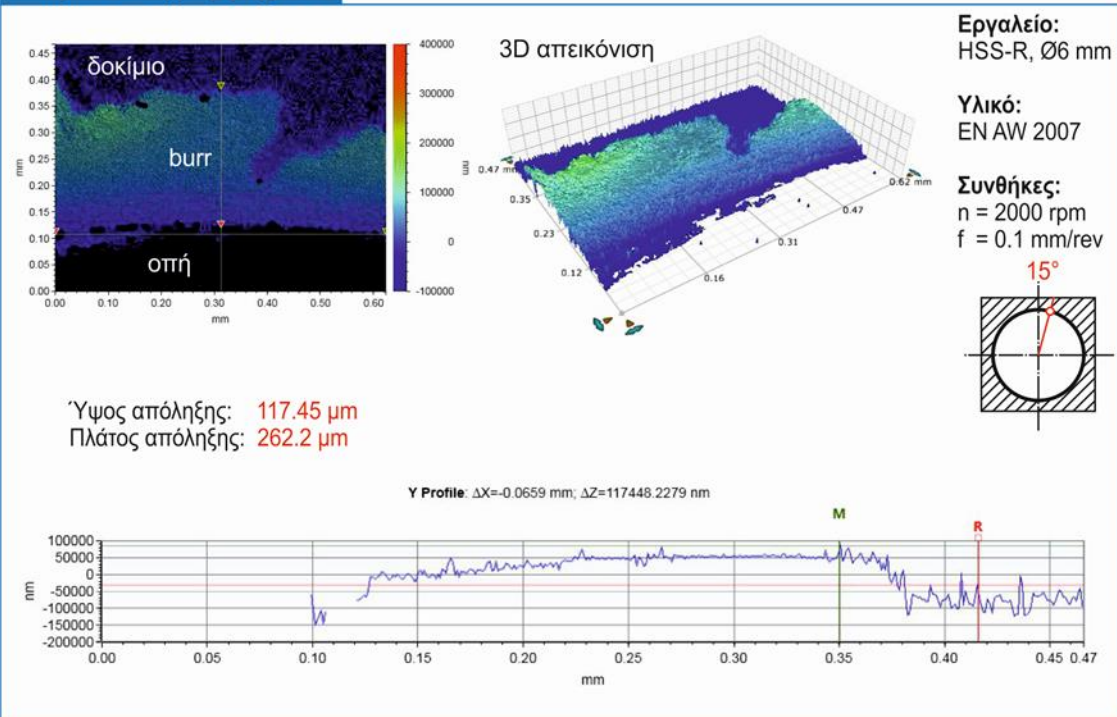 0.45
0.40
0.35
0.30
0.25
0.20
0.15
0.10
0.05
0.00
mm
0.00 0.10 0.20 0.30 0.40 0.50 0.60
mm
δοκίμιο
burr
οπή
400000
300000
200000
100000
0
-100000
nm
3D απεικόνιση
0.47 mm
0.35
0.23
0.12
0.16
0.31
0.47
0.62 mm
Εργαλείο:
HSS-R, Ø6 mm
Υλικό:
EN AW 2007
Συνθήκες:
n = 2000 rpm
f = 0.1 mm/rev
15°
Ύψος απόληξης: 117.45 μm
Πλάτος απόληξης: 262.2 μm
Y Profile: ΔX=-0.0659 mm; ΔZ=117448.2279 nm
M
R
100000
50000
0
-50000
-100000
-150000
-200000
nm
0.00 0.05 0.10 0.15 0.20 0.25 0.30 0.35 0.40 0.45 0.47
mm